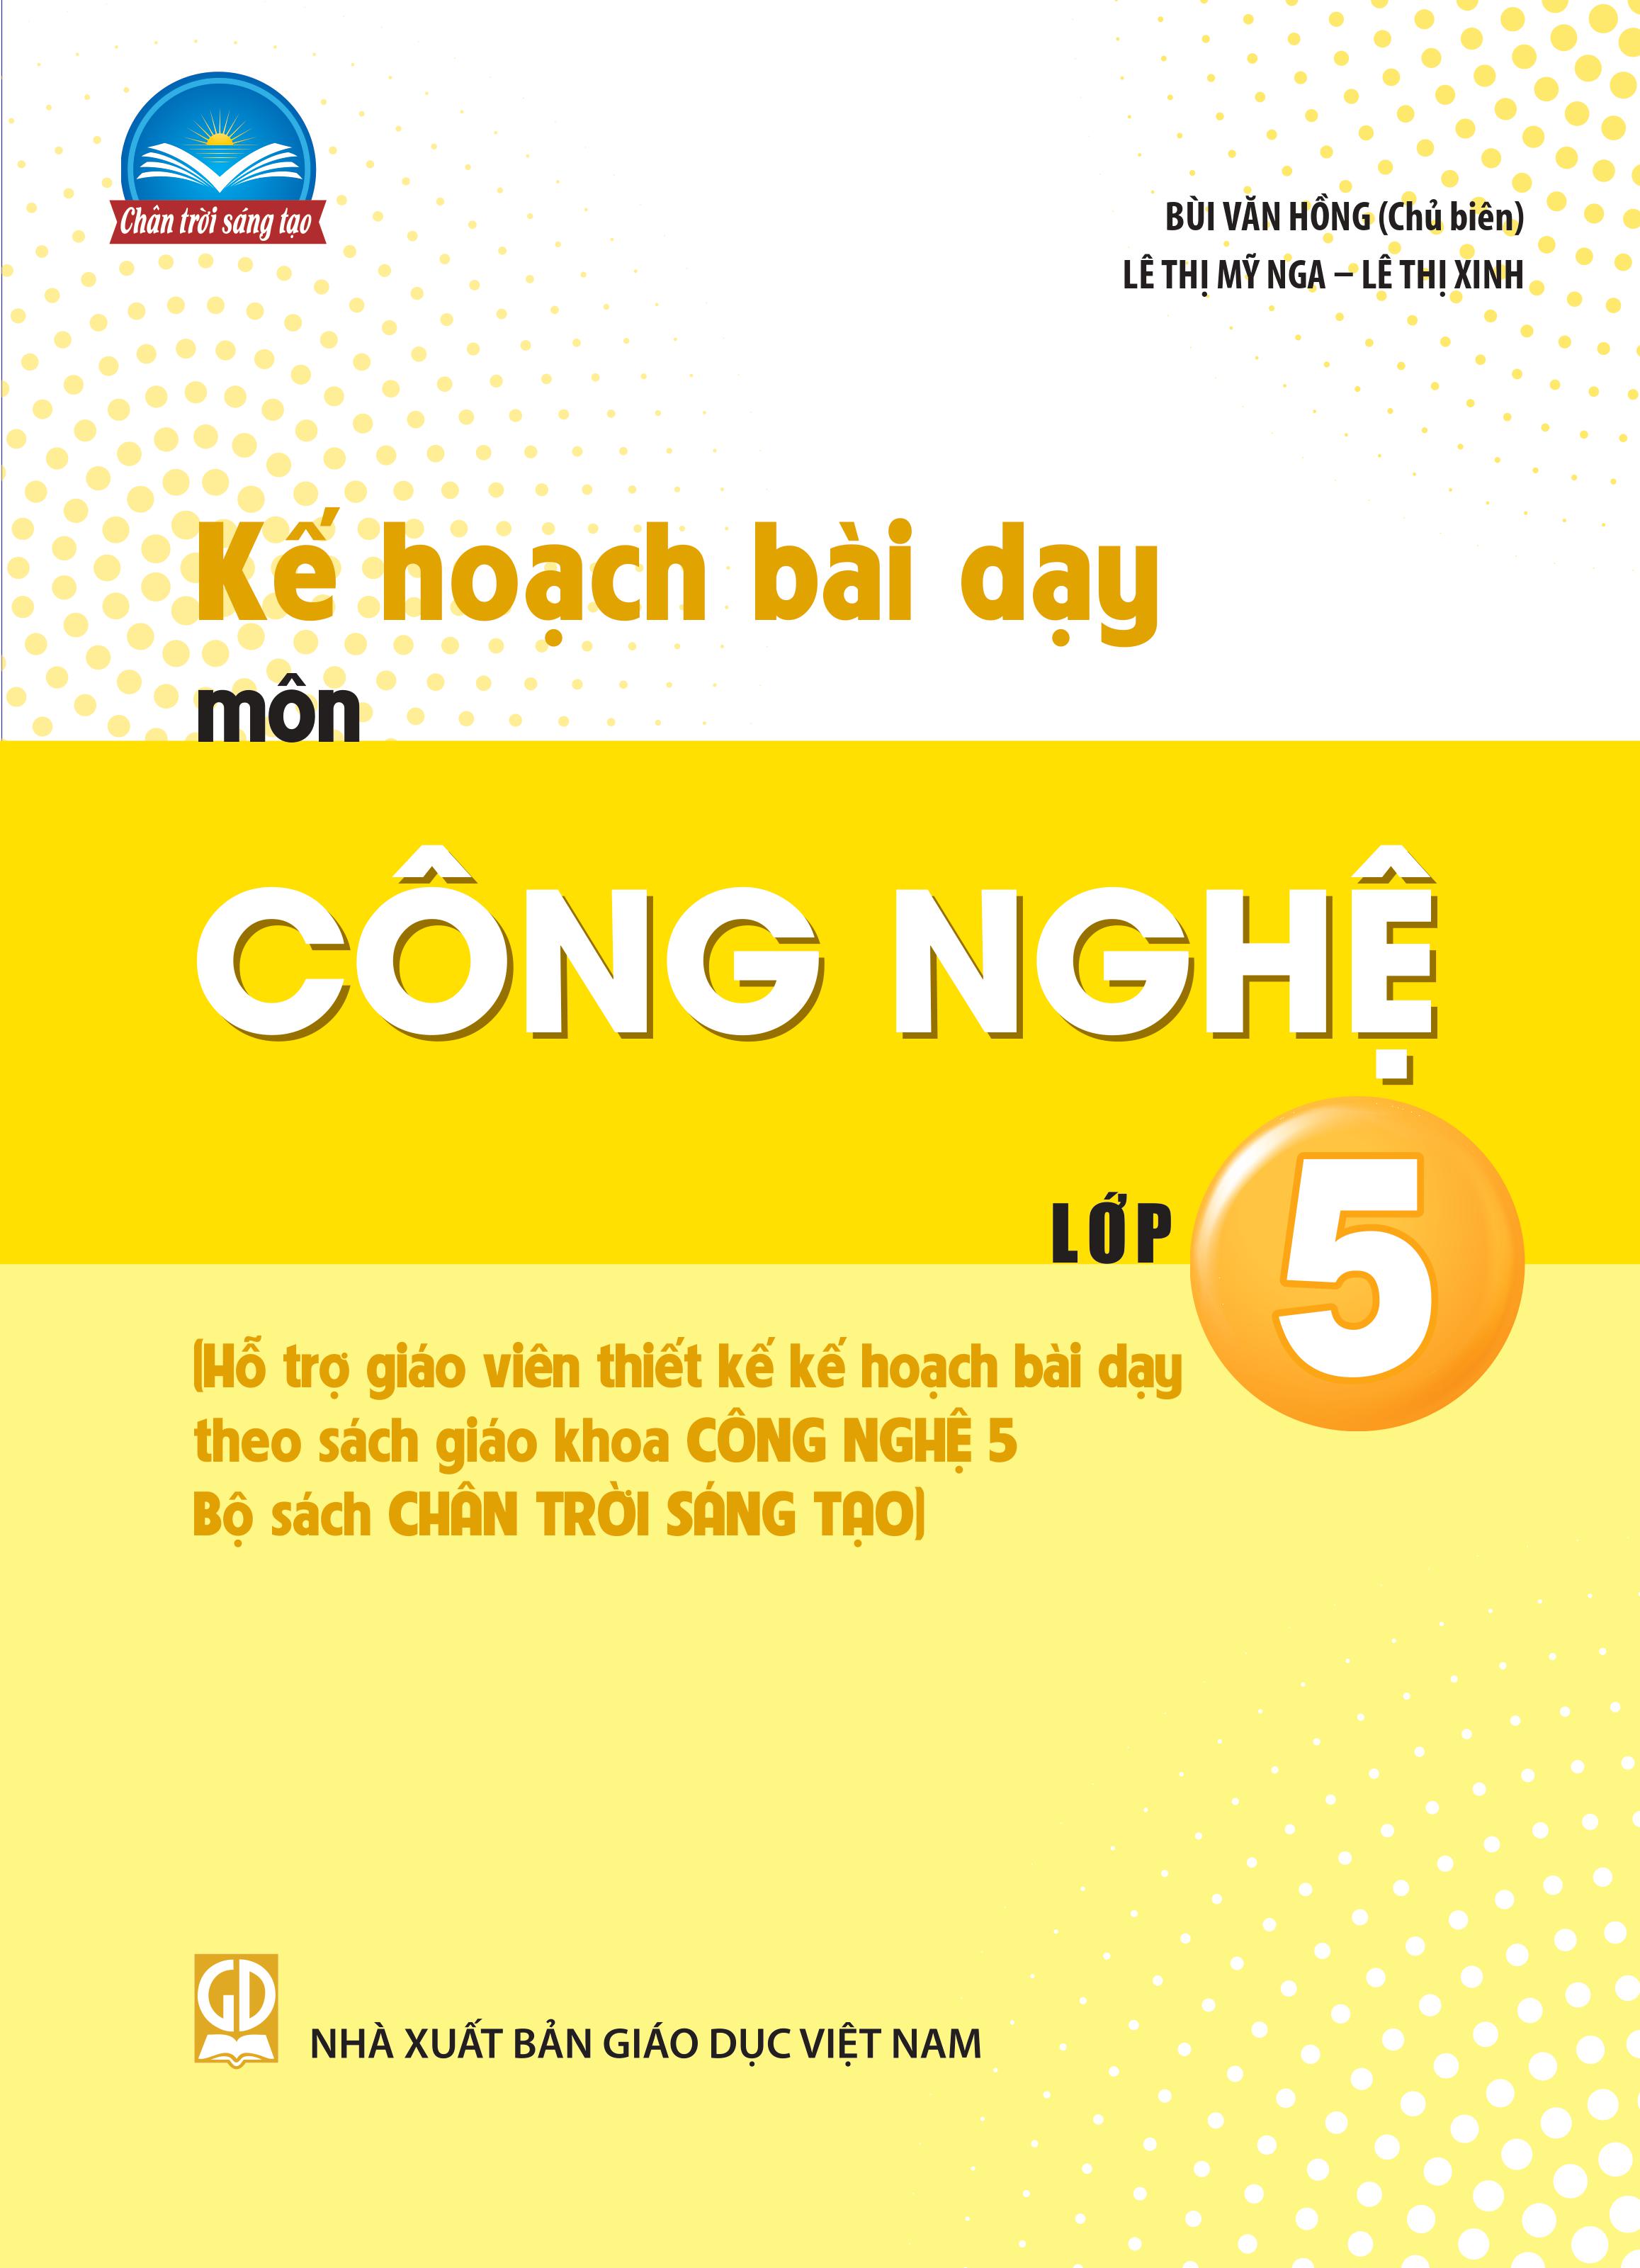 Chân trời sáng tạo
BÙI VĂN HỒNG (Chủ biên)
LÊ THỊ MỸ NGA – LÊ THỊ XINH
Kế hoạch bài dạy
môn
CÔNG NGHỆ
LỚP 5
(Hỗ trợ giáo viên thiết kế kế hoạch bài dạy
theo sách giáo khoa CÔNG NGHỆ 5
Bộ sách CHÂN TRỜI SÁNG TẠO)
GD
NHÀ XUẤT BẢN GIÁO DỤC VIỆT NAM